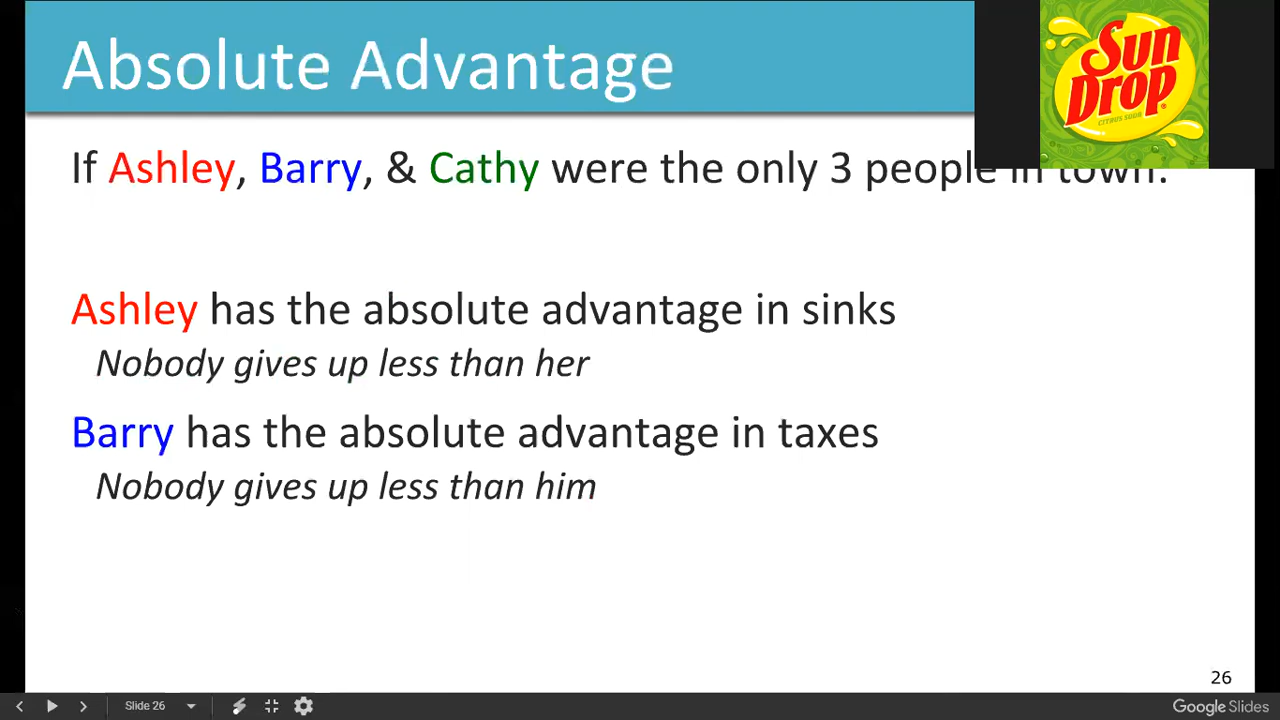 Absolute Advantage
Sun
Drop
CITRUS SODA
If Ashley, Barry, & Cathy were the only 3 people in town:
Ashley has the absolute advantage in sinks
Nobody gives up less than her
Barry has the absolute advantage in taxes
Nobody gives up less than him
26
Slide 26
Google Slides